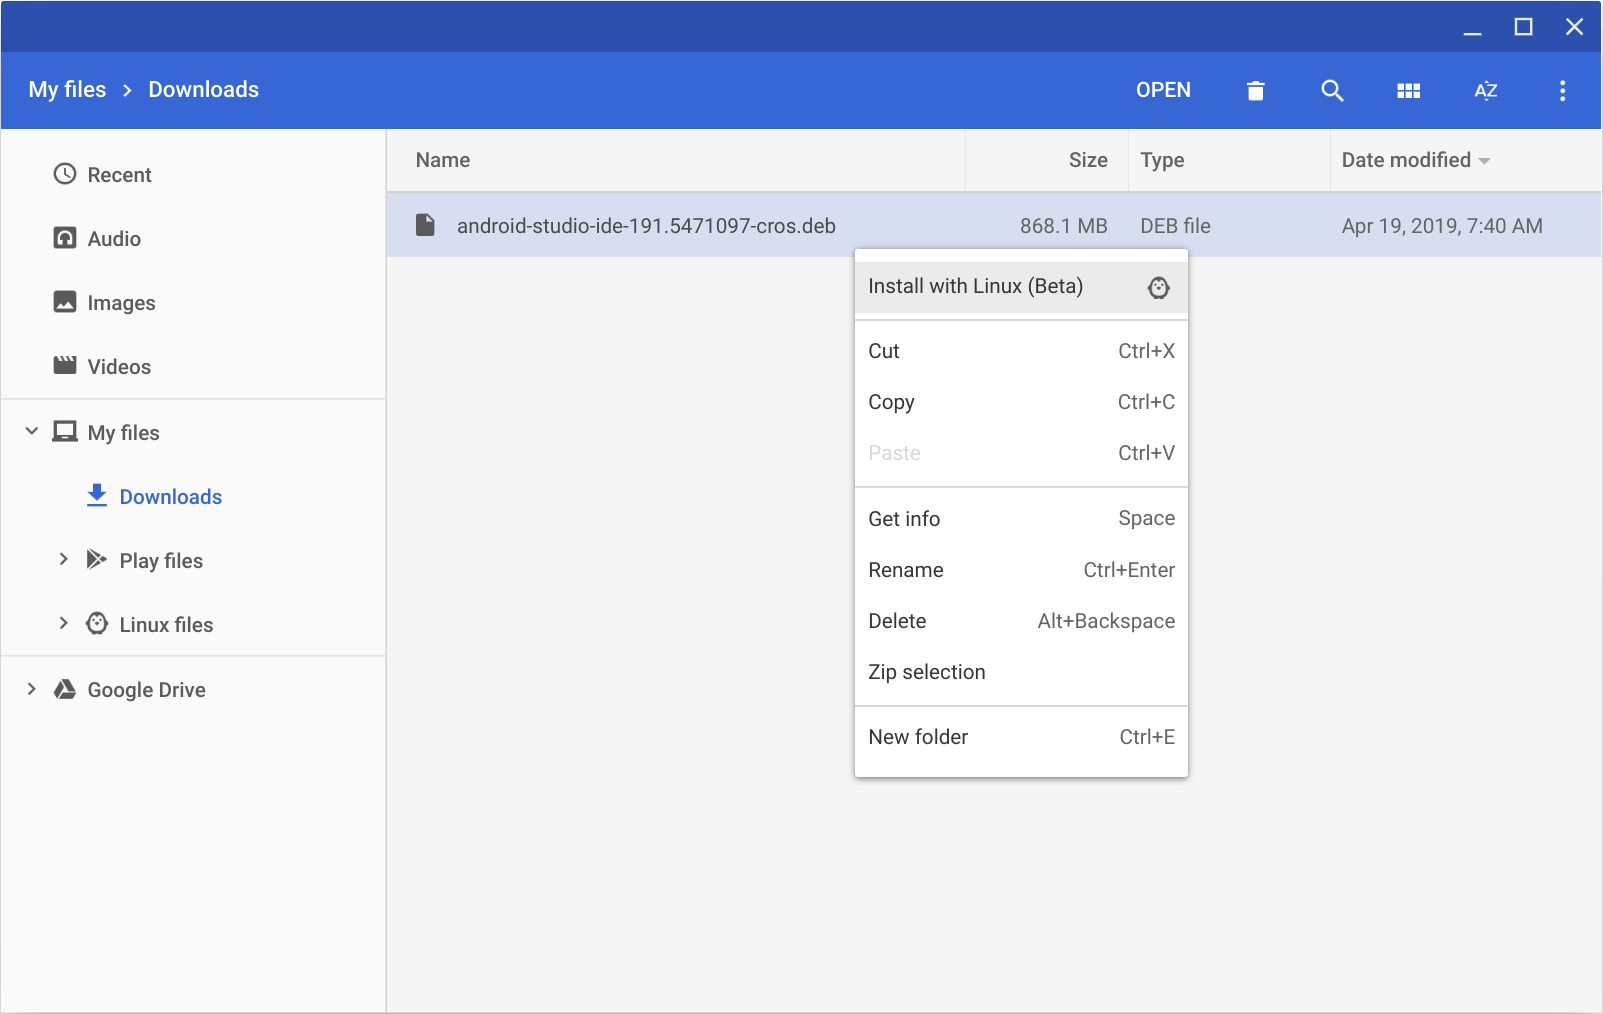 My files > Downloads
OPEN
AZ
Name
Size
Type
Date modified
Recent
Audio
Images
Videos
My files
Downloads
Play files
Linux files
Google Drive
android-studio-ide-191.5471097-cros.deb
868.1 MB
DEB file
Apr 19, 2019, 7:40 AM
Install with Linux (Beta)
Cut Ctrl+X
Copy Ctrl+C
Paste Ctrl+V
Get info Space
Rename Ctrl+Enter
Delete Alt+Backspace
Zip selection
New folder Ctrl+E